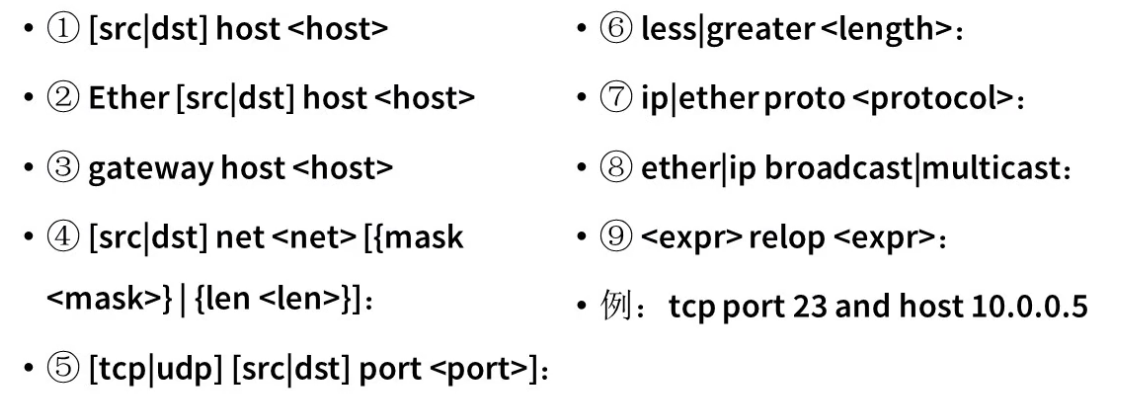 • ① [src|dst] host <host>
• ② Ether [src|dst] host <host>
• ③ gateway host <host>
• ④ [src|dst] net <net> [{mask
<mask>} | {len <len>}]：
• ⑤ [tcp|udp] [src|dst] port <port>]：
• ⑥ less|greater <length>：
• ⑦ ip|ether proto <protocol>：
• ⑧ ether|ip broadcast|multicast：
• ⑨ <expr> relop <expr>：
• 例： tcp port 23 and host 10.0.0.5